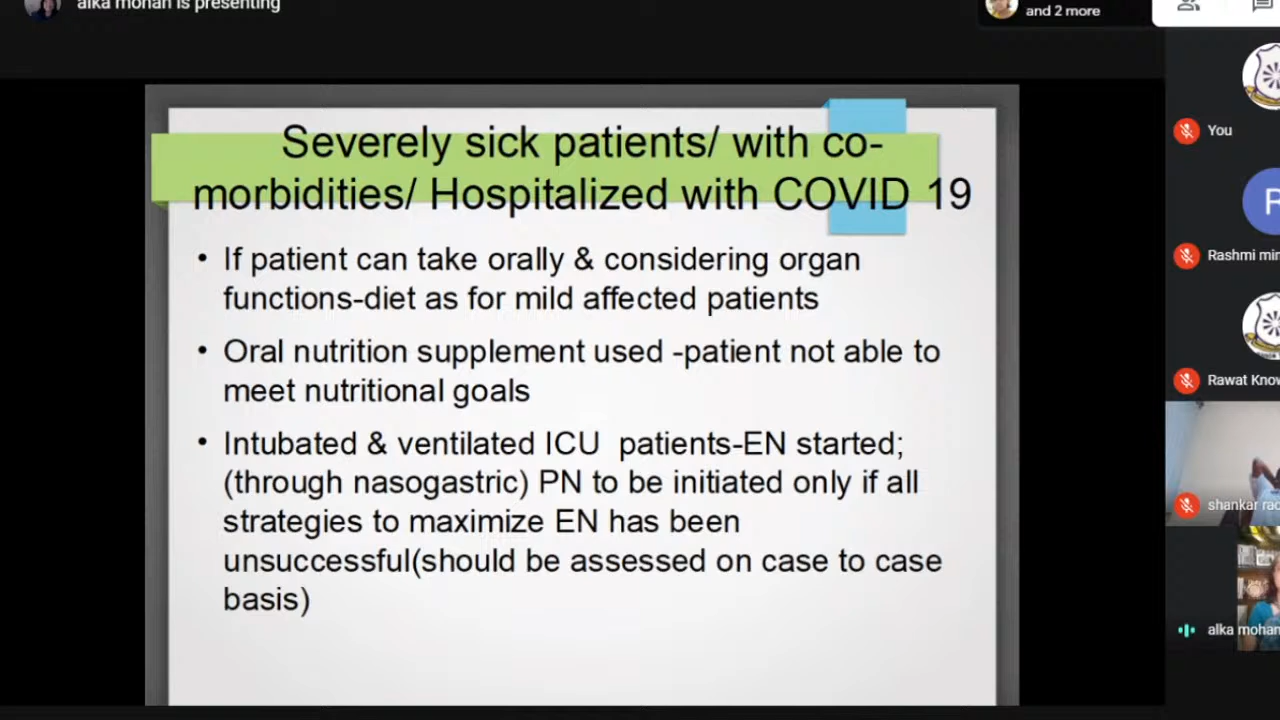 alka mohan is presenting
and 2 more
Severely sick patients/ with co-
morbidities/ Hospitalized with COVID 19
• If patient can take orally & considering organ
functions-diet as for mild affected patients
• Oral nutrition supplement used -patient not able to
meet nutritional goals
• Intubated & ventilated ICU patients-EN started;
(through nasogastric) PN to be initiated only if all
strategies to maximize EN has been
unsuccessful(should be assessed on case to case
basis)
You
R
Rashmi
Rawat
shankar
alka mohan